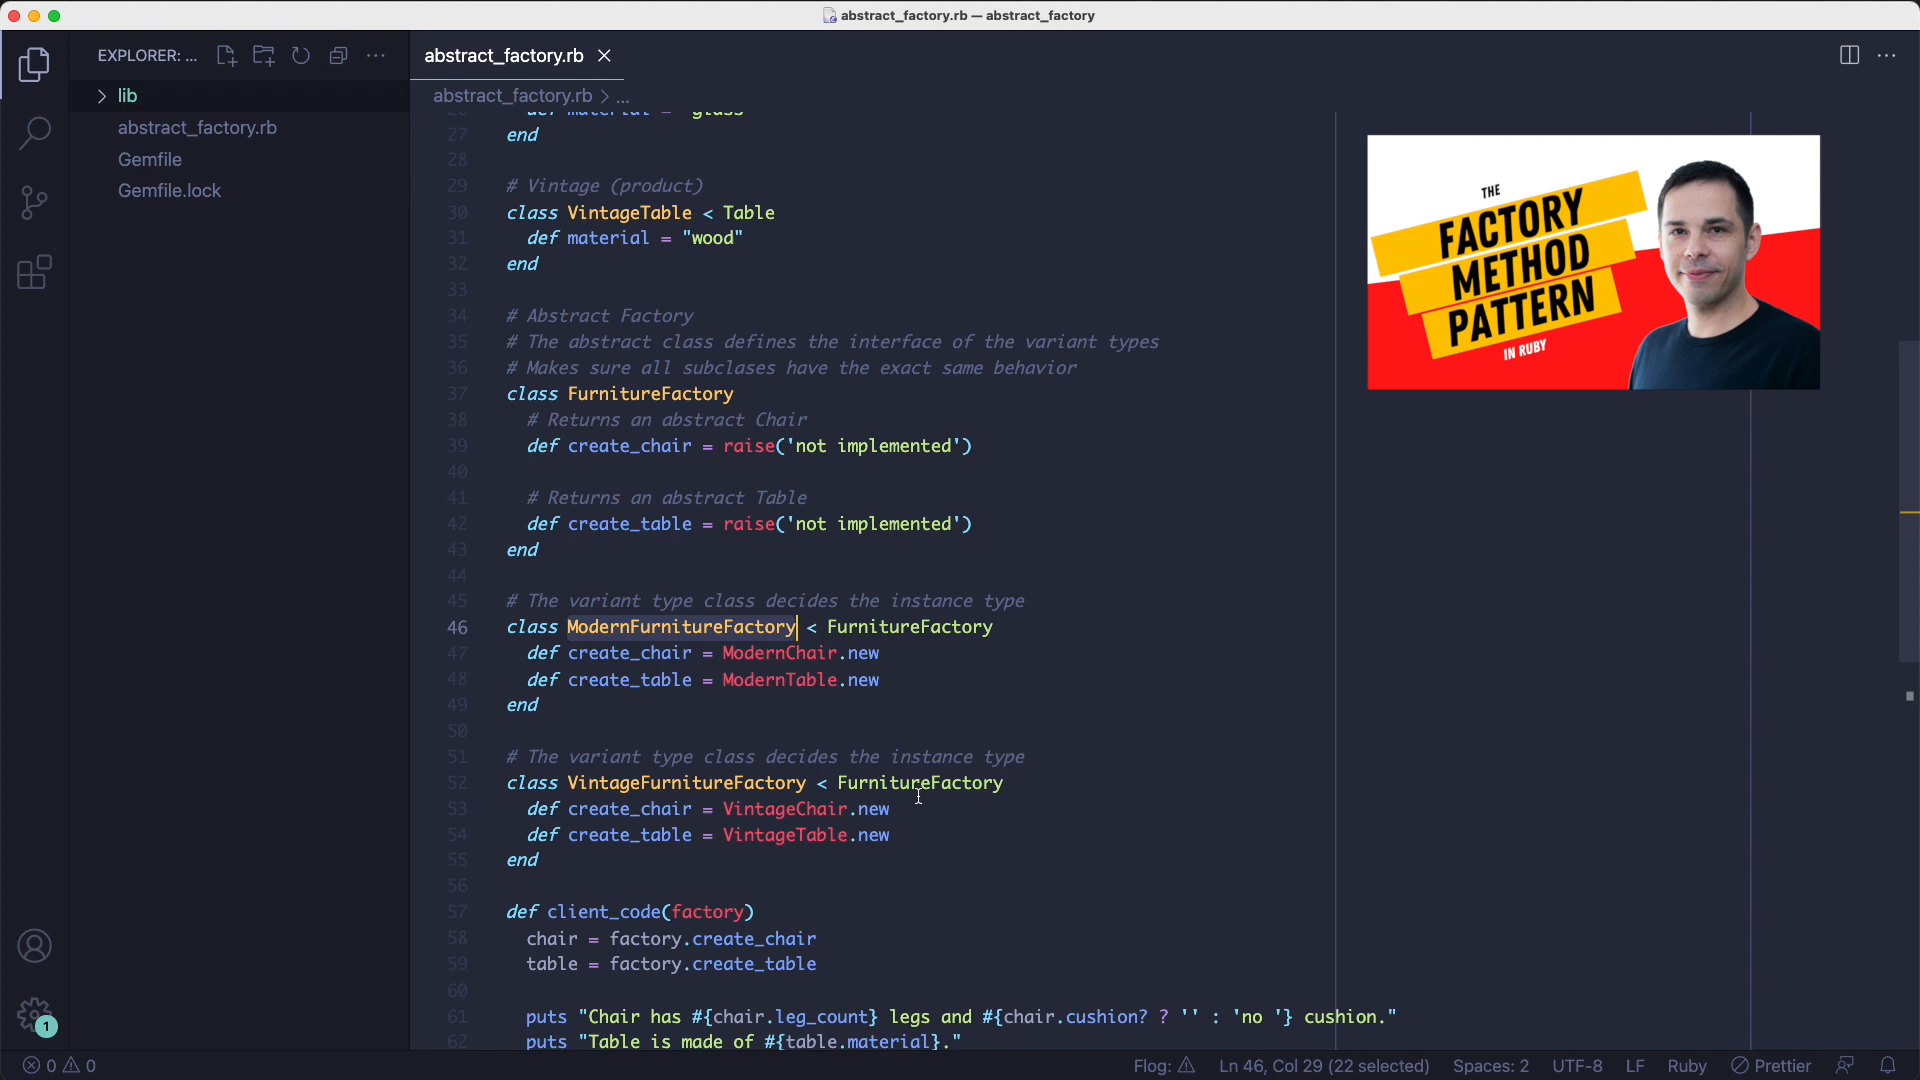 abstract_factory.rb — abstract_factory
EXPLORER: ...
abstract_factory.rb
lib
abstract_factory.rb
Gemfile
Gemfile.lock
abstract_factory.rb > ...
26 def material = "glass"
27 end
28
29 # Vintage (product)
30 class VintageTable < Table
31 def material = "wood"
32 end
33
34 # Abstract Factory
35 # The abstract class defines the interface of the variant types
36 # Makes sure all subclases have the exact same behavior
37 class FurnitureFactory
38 # Returns an abstract Chair
39 def create_chair = raise('not implemented')
40
41 # Returns an abstract Table
42 def create_table = raise('not implemented')
43 end
44
45 # The variant type class decides the instance type
46 class ModernFurnitureFactory < FurnitureFactory
47 def create_chair = ModernChair.new
48 def create_table = ModernTable.new
49 end
50
51 # The variant type class decides the instance type
52 class VintageFurnitureFactory < FurnitureFactory
53 def create_chair = VintageChair.new
54 def create_table = VintageTable.new
55 end
56
57 def client_code(factory)
58 chair = factory.create_chair
59 table = factory.create_table
60
61 puts "Chair has #{chair.leg_count} legs and #{chair.cushion? ? '' : 'no '} cushion."
62 puts "Table is made of #{table.material}."
THE
FACTORY
METHOD
PATTERN
IN RUBY
1
0 0
Flog: Ln 46, Col 29 (22 selected) Spaces: 2 UTF-8 LF Ruby Prettier